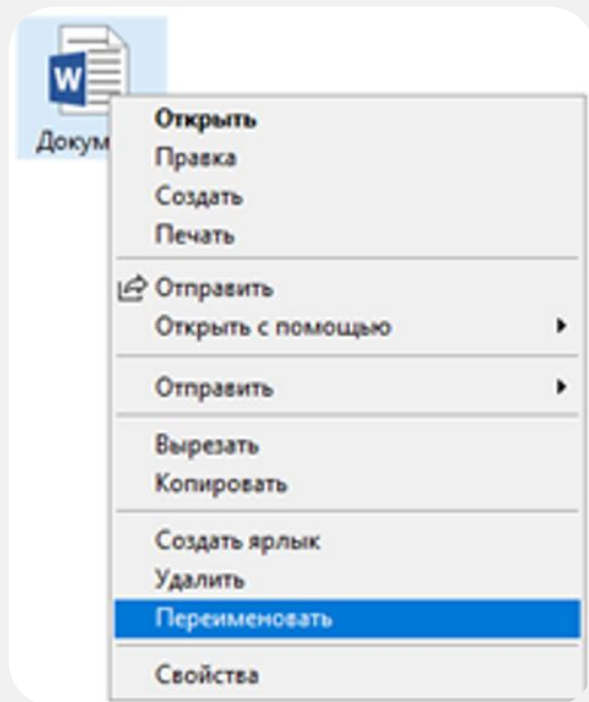 W
Докум
Открыть
Правка
Создать
Печать
Отправить
Открыть с помощью
Отправить
Вырезать
Копировать
Создать ярлык
Удалить
Переименовать
Свойства